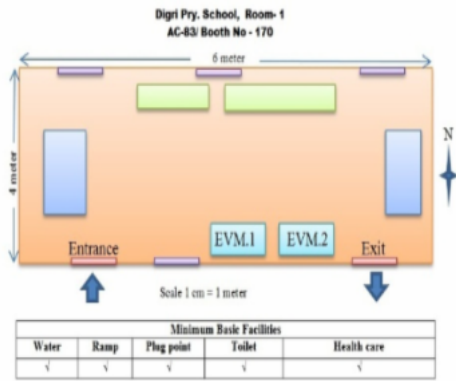 Digri Pry. School, Room- 1
AC-83/ Booth No - 170
6 meter
4 meter
N
EVM.1 EVM.2
Entrance Exit
Scale 1 cm = 1 meter
Minimum Basic Facilities
Water Ramp Plug point Toilet Health care
√ √ √ √ √